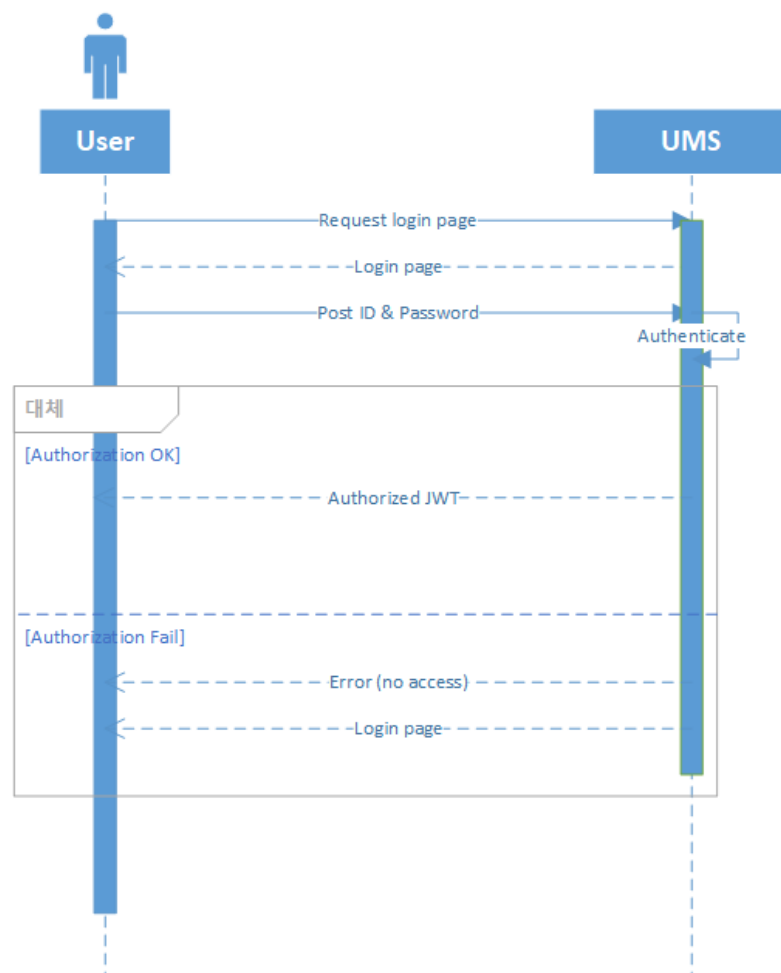 User
UMS
Request login page
Login page
Post ID & Password
Authenticate
대체
[Authorization OK]
Authorized JWT
[Authorization Fail]
Error (no access)
Login page